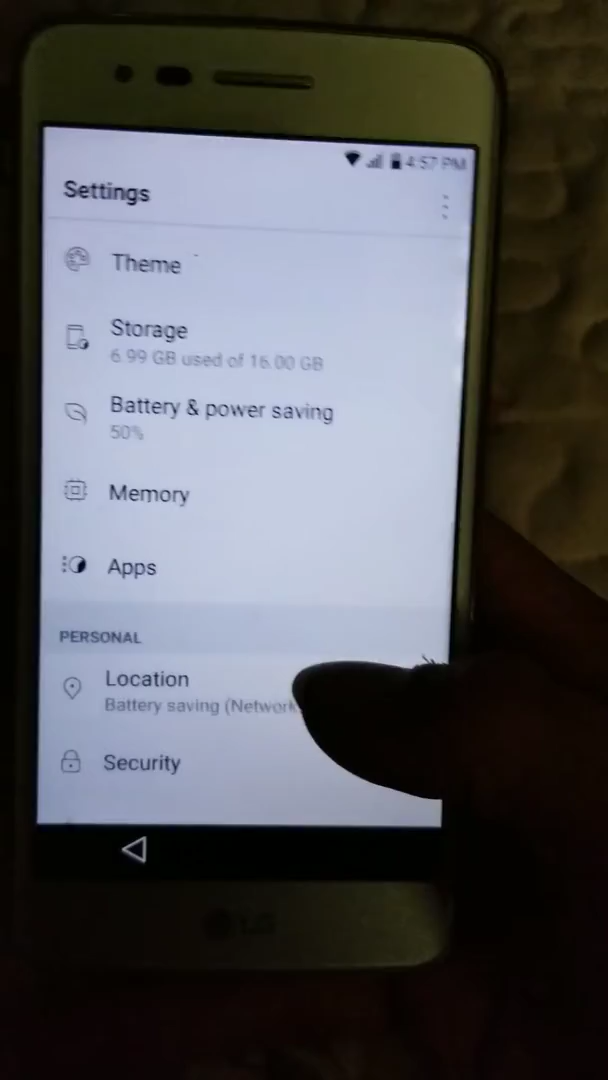 4:57 PM
Settings
Theme
Storage
6.99 GB used of 16.00 GB
Battery & power saving
50%
Memory
Apps
PERSONAL
Location
Battery saving (Network
Security
LG